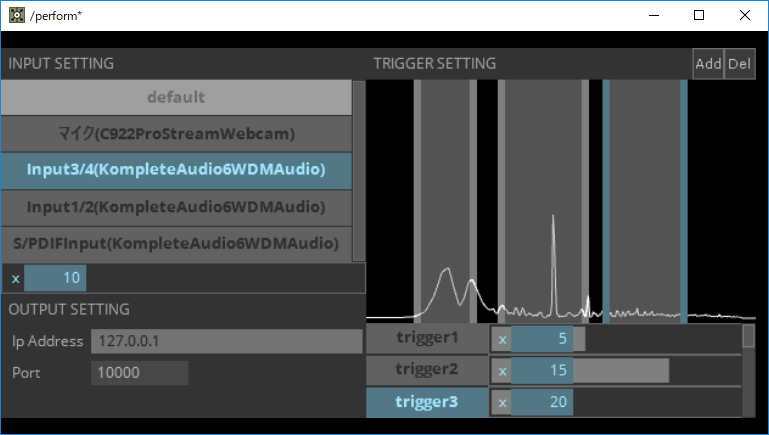 /perform*
INPUT SETTING
default
マイク(C922ProStreamWebcam)
Input3/4(KompleteAudio6WDMAudio)
Input1/2(KompleteAudio6WDMAudio)
S/PDIFInput(KompleteAudio6WDMAudio)
x 10
OUTPUT SETTING
Ip Address 127.0.0.1
Port 10000
TRIGGER SETTING Add Del
trigger1 x 5
trigger2 x 15
trigger3 x 20